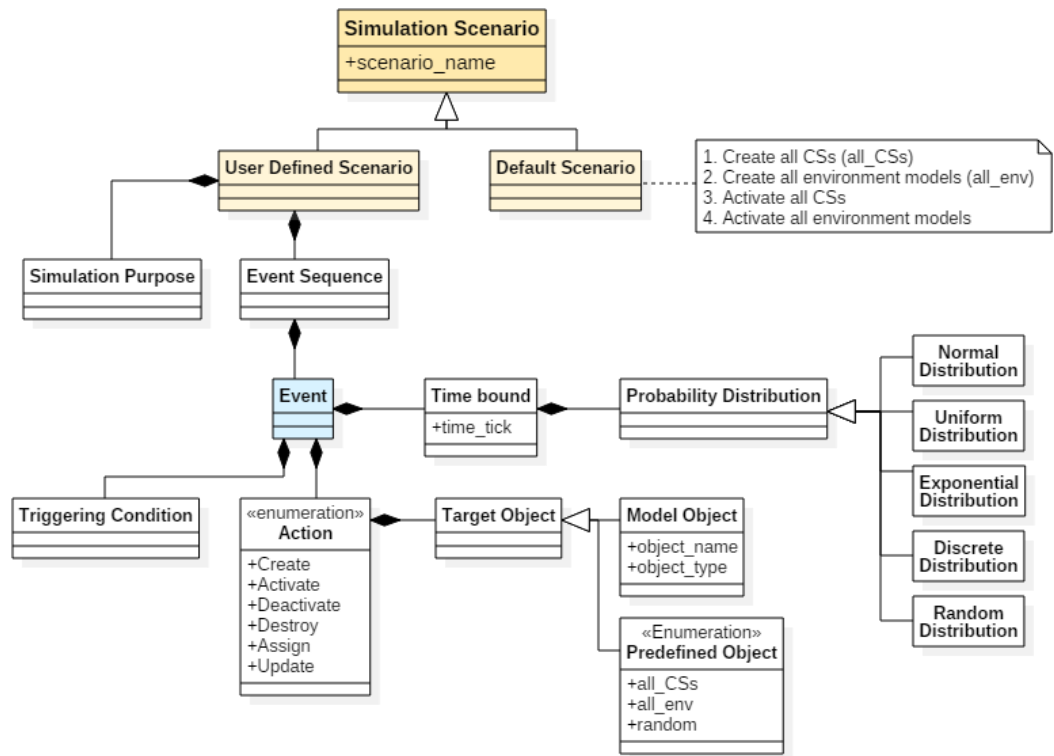 Simulation Scenario
+scenario_name
User Defined Scenario
Default Scenario
1. Create all CSs (all_CSs)
2. Create all environment models (all_env)
3. Activate all CSs
4. Activate all environment models
Simulation Purpose
Event Sequence
Event
Time bound
+time_tick
Probability Distribution
Normal
Distribution
Uniform
Distribution
Exponential
Distribution
Discrete
Distribution
Random
Distribution
Triggering Condition
«enumeration»
Action
+Create
+Activate
+Deactivate
+Destroy
+Assign
+Update
Target Object
Model Object
+object_name
+object_type
«Enumeration»
Predefined Object
+all_CSs
+all_env
+random